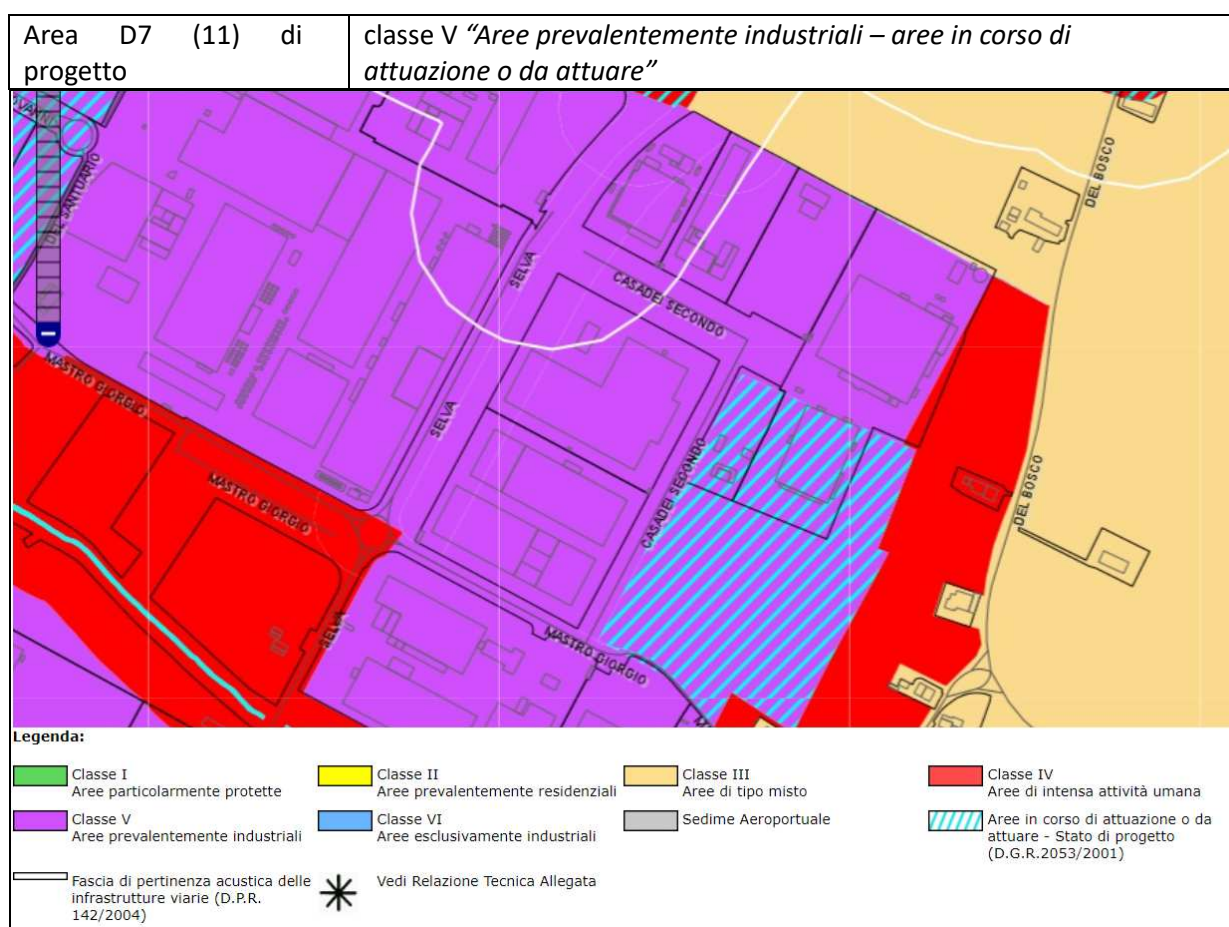 Area D7 (11) di
progetto
classe V “Aree prevalentemente industriali – aree in corso di
attuazione o da attuare”
DEL SANTUARIO
MASTRO GIORGIO
MASTRO GIORGIO
SELVA
SELVA
SELVA
CASADEI SECONDO
CASADEI SECONDO
MASTRO GIORGIO
DEL BOSCO
DEL BOSCO
Legenda:
Classe I
Aree particolarmente protette
Classe II
Aree prevalentemente residenziali
Classe III
Aree di tipo misto
Classe IV
Aree di intensa attività umana
Classe V
Aree prevalentemente industriali
Classe VI
Aree esclusivamente industriali
Sedime Aeroportuale
Aree in corso di attuazione o da
attuare - Stato di progetto
(D.G.R.2053/2001)
Fascia di pertinenza acustica delle
infrastrutture viarie (D.P.R.
142/2004)
Vedi Relazione Tecnica Allegata